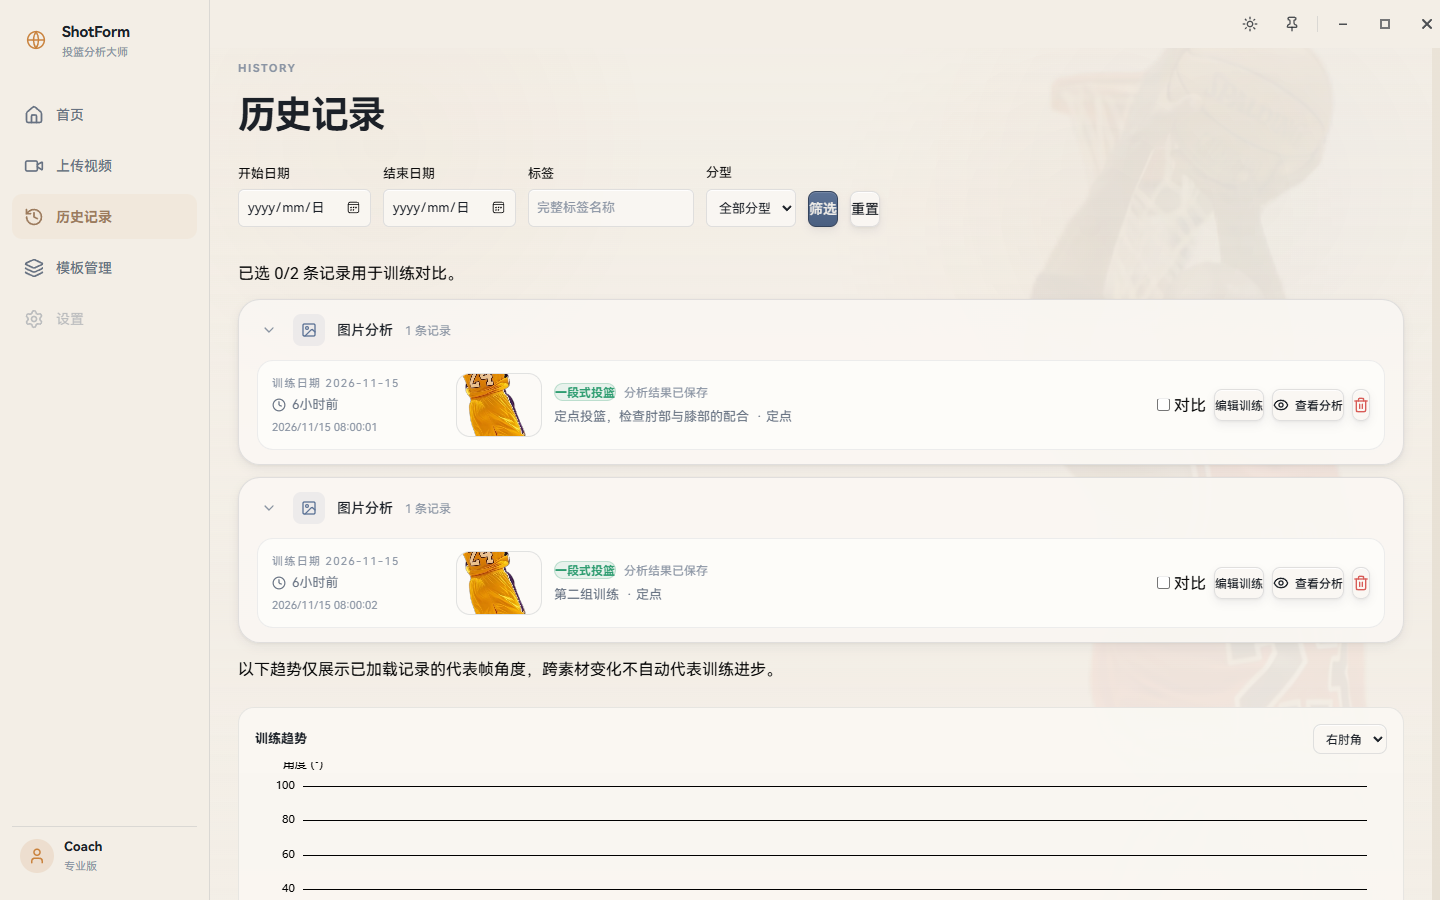 ShotForm
投篮分析大师
首页
上传视频
历史记录
模板管理
设置
Coach
专业版
HISTORY
历史记录
开始日期
结束日期
标签
分型
yyyy/mm/日
yyyy/mm/日
完整标签名称
全部分型
筛选
重置
已选 0/2 条记录用于训练对比。
图片分析 1 条记录
训练日期 2026-11-15
6小时前
2026/11/15 08:00:01
24
一段式投篮 分析结果已保存
定点投篮，检查肘部与膝部的配合 · 定点
对比
编辑训练
查看分析
图片分析 1 条记录
训练日期 2026-11-15
6小时前
2026/11/15 08:00:02
24
一段式投篮 分析结果已保存
第二组训练 · 定点
对比
编辑训练
查看分析
以下趋势仅展示已加载记录的代表帧角度，跨素材变化不自动代表训练进步。
训练趋势
右肘角
角度 (°)
100
80
60
40